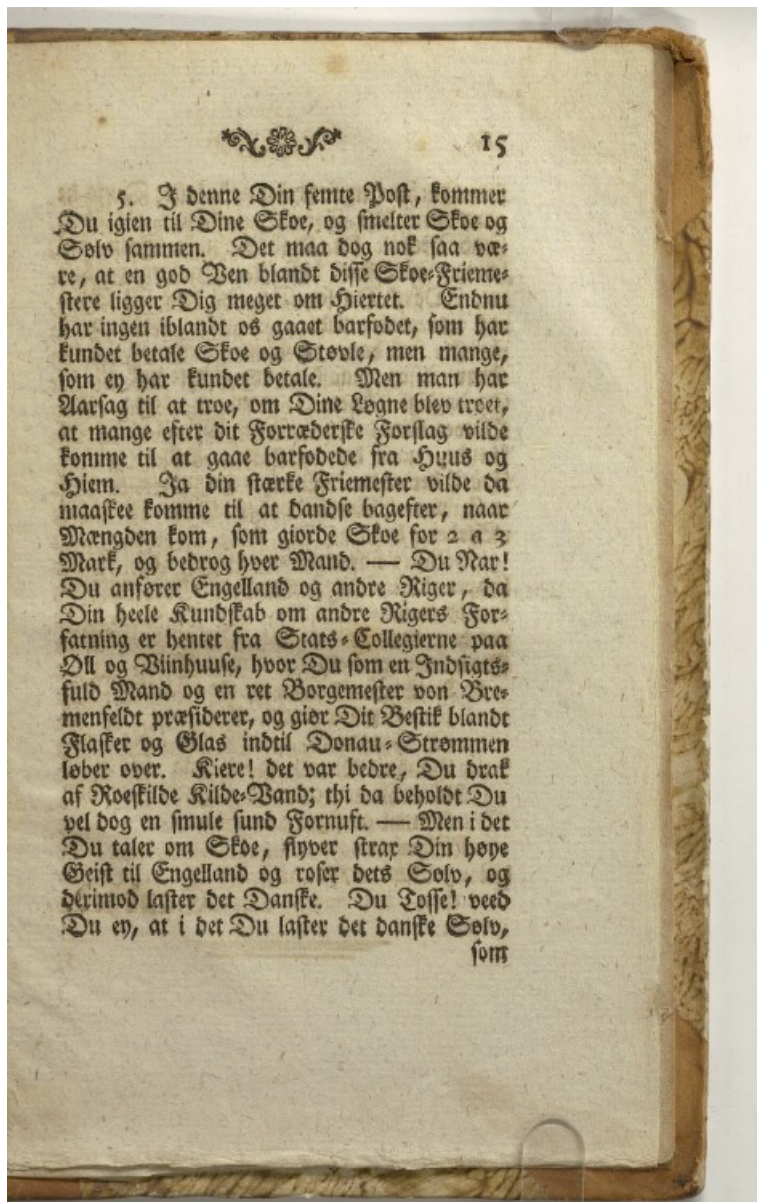 15
5. I denne Din femte Post, kommer
Du igien til Dine Skoe, og smelter Skoe og
Sølv sammen. Det maa dog nok saa væ-
re, at en god Ven blandt disse Skoe-Frieme-
stere ligger Dig meget om Hiertet. Endnu
har ingen iblandt os gaaet barfodet, som har
kundet betale Skoe og Støvle, men mange,
som ey har kundet betale. Men man har
Aarsag til at troe, om Dine Løgne blev troet,
at mange efter dit Forræderske Forslag vilde
komme til at gaae barfodede fra Huus og
Hiem. Ja din stærke Friemester vilde da
maaskee komme til at dandse bagefter, naar
Mængden kom, som giorde Skoe for 2 a 3
Mark, og bedrog hver Mand. — Du Nar!
Du anfører Engelland og andre Riger, da
Din heele Kundskab om andre Rigers For-
fatning er hentet fra Stats-Collegierne paa
Øll og Viinhuuse, hvor Du som en Indsigts-
fuld Mand og en ret Borgemester von Bre-
menfeldt præsiderer, og giør Dit Bestik blandt
Flasker og Glas indtil Donau-Strømmen
løber over. Kiere! det var bedre, Du drak
af Roeskilde Kilde-Vand; thi da beholdt Du
vel dog en smule sund Fornuft. — Men i det
Du taler om Skoe, flyver strax Din høye
Geist til Engelland og roser dets Sølv, og
derimod laster det Danske. Du Tosse! veed
Du ey, at i det Du laster det danske Sølv,
som